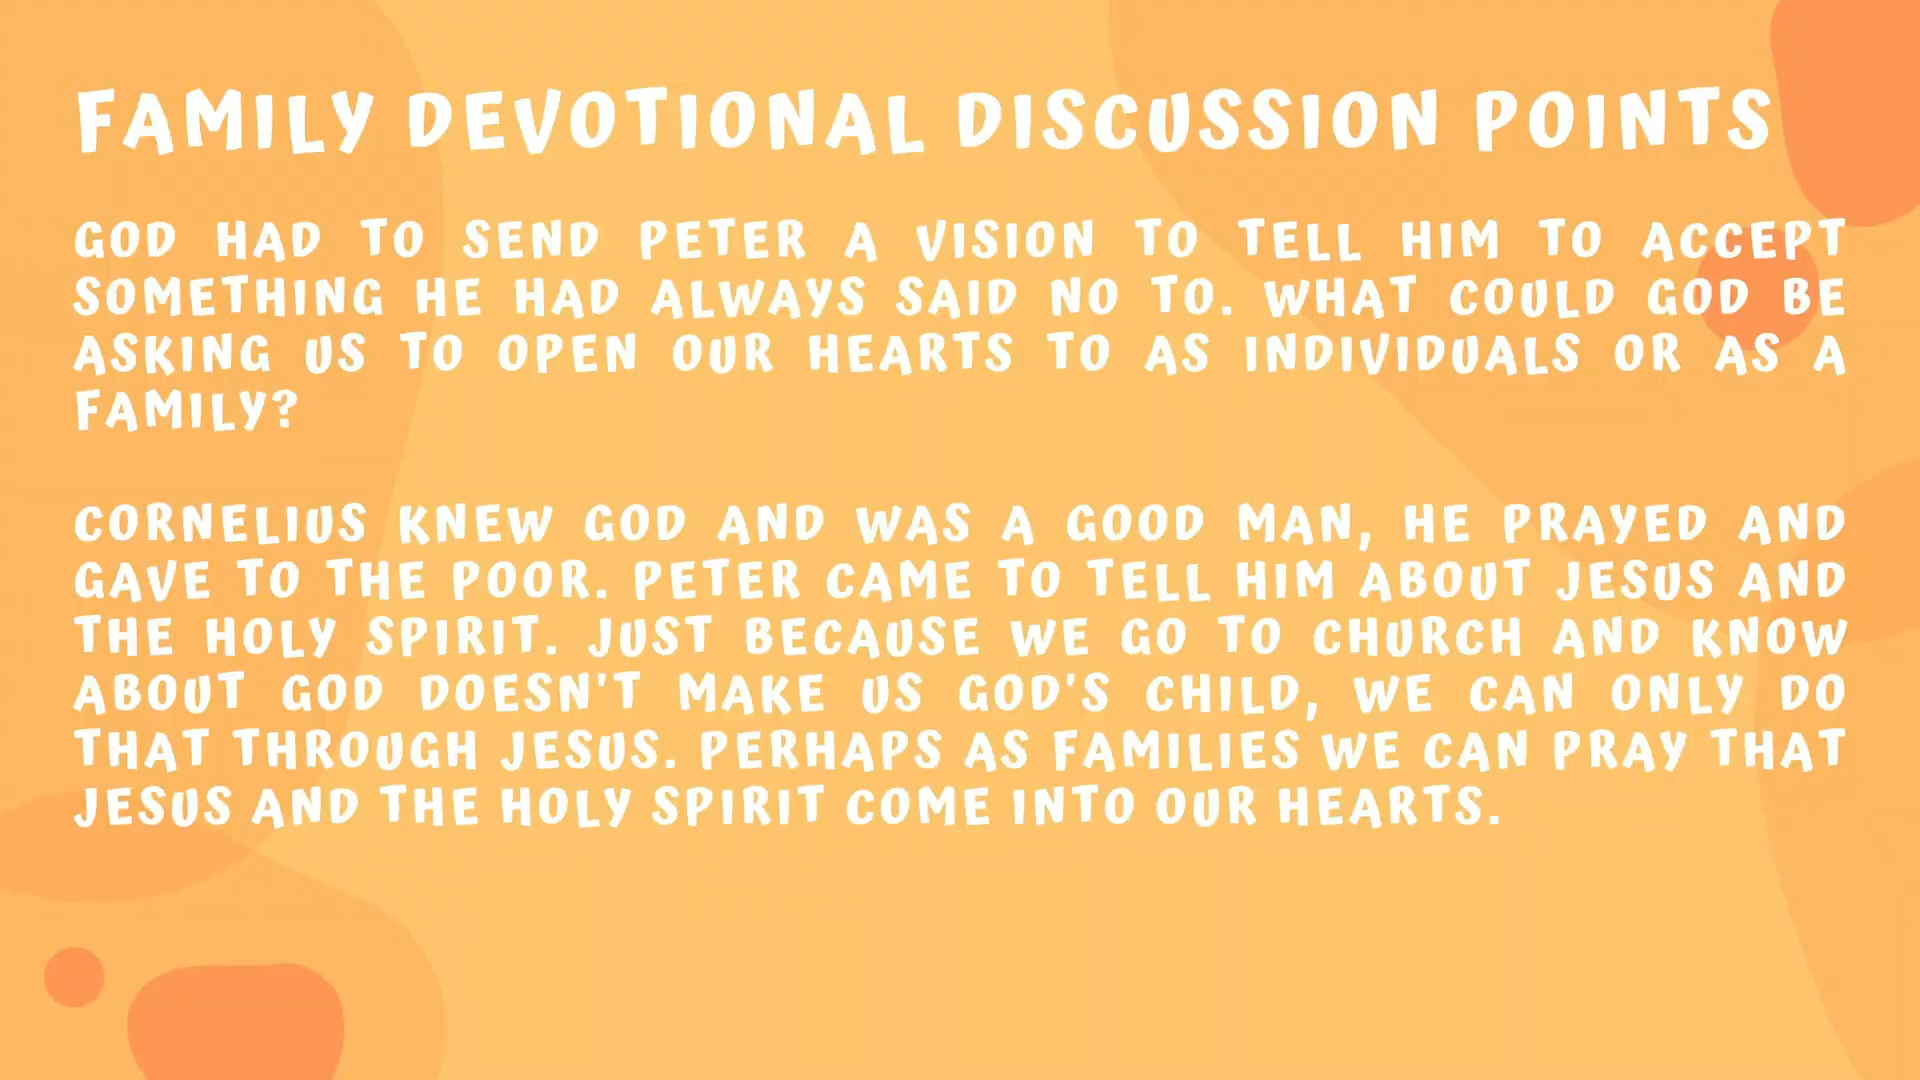 FAMILY DEVOTIONAL DISCUSSION POINTS
GOD HAD TO SEND PETER A VISION TO TELL HIM TO ACCEPT
SOMETHING HE HAD ALWAYS SAID NO TO. WHAT COULD GOD BE
ASKING US TO OPEN OUR HEARTS TO AS INDIVIDUALS OR AS A
FAMILY?
CORNELIUS KNEW GOD AND WAS A GOOD MAN, HE PRAYED AND
GAVE TO THE POOR. PETER CAME TO TELL HIM ABOUT JESUS AND
THE HOLY SPIRIT. JUST BECAUSE WE GO TO CHURCH AND KNOW
ABOUT GOD DOESN'T MAKE US GOD'S CHILD, WE CAN ONLY DO
THAT THROUGH JESUS. PERHAPS AS FAMILIES WE CAN PRAY THAT
JESUS AND THE HOLY SPIRIT COME INTO OUR HEARTS.